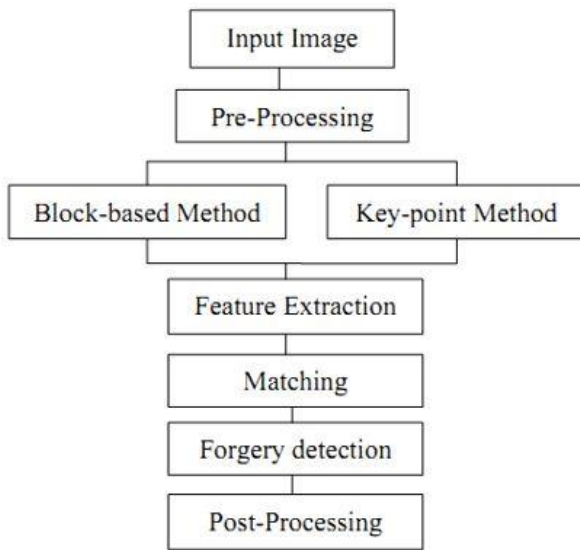 Input Image
Pre-Processing
Block-based Method
Key-point Method
Feature Extraction
Matching
Forgery detection
Post-Processing